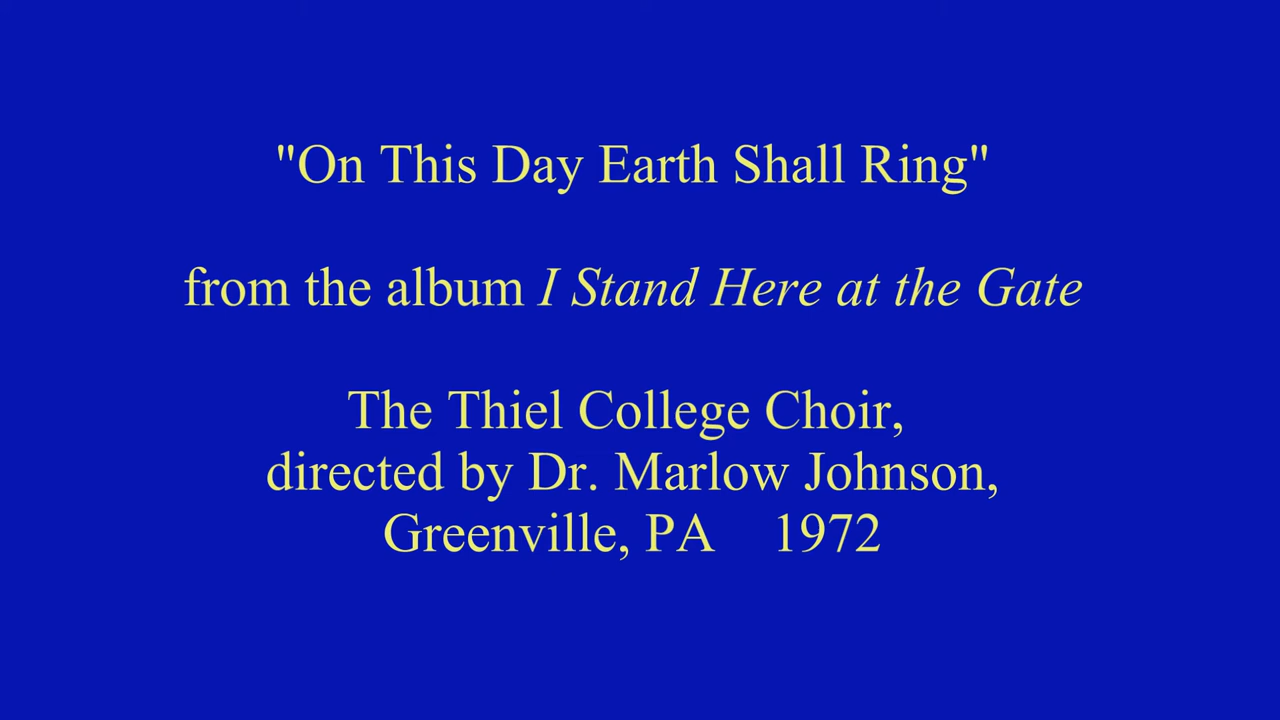 "On This Day Earth Shall Ring"
from the album I Stand Here at the Gate
The Thiel College Choir,
directed by Dr. Marlow Johnson,
Greenville, PA 1972